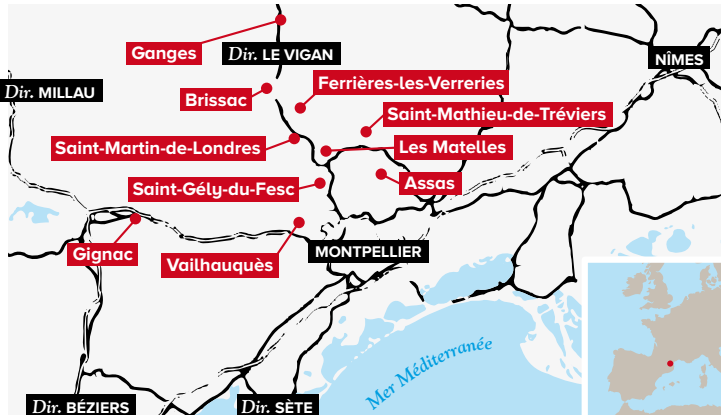 Ganges
Dir. LE VIGAN
NÎMES
Dir. MILLAU
Brissac
Ferrières-les-Verreries
Saint-Mathieu-de-Tréviers
Saint-Martin-de-Londres
Les Matelles
Saint-Gély-du-Fesc
Assas
Gignac
Vailhauquès
MONTPELLIER
Mer Méditerranée
Dir. BÉZIERS
Dir. SÈTE